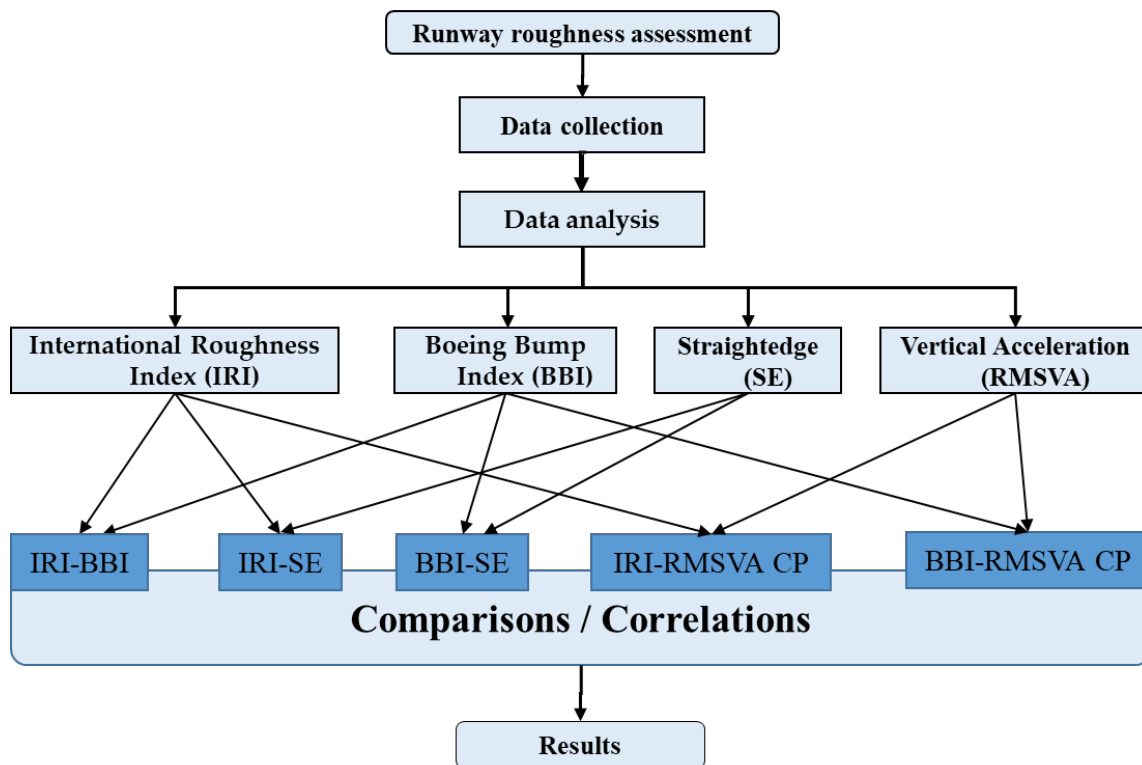 Runway roughness assessment
Data collection
Data analysis
International Roughness
Index (IRI)
Boeing Bump
Index (BBI)
Straightedge
(SE)
Vertical Acceleration
(RMSVA)
IRI-BBI
IRI-SE
BBI-SE
IRI-RMSVA CP
BBI-RMSVA CP
Comparisons / Correlations
Results